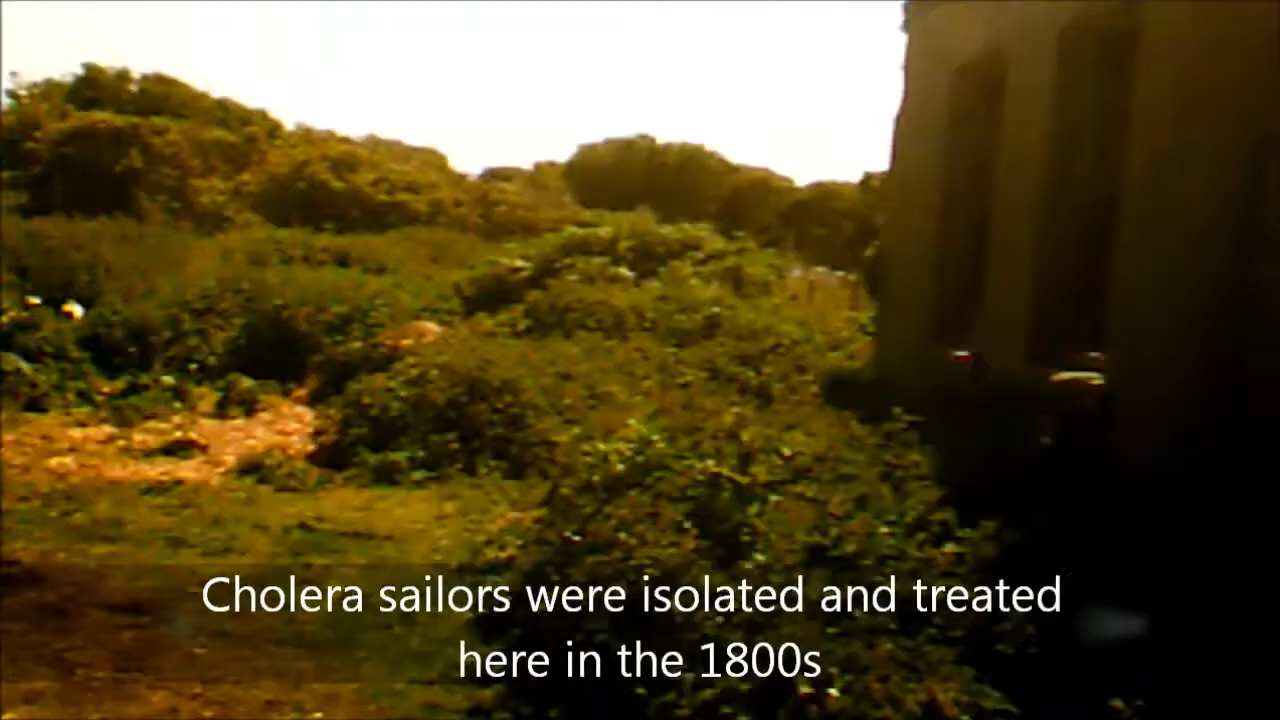 Cholera sailors were isolated and treated
here in the 1800s